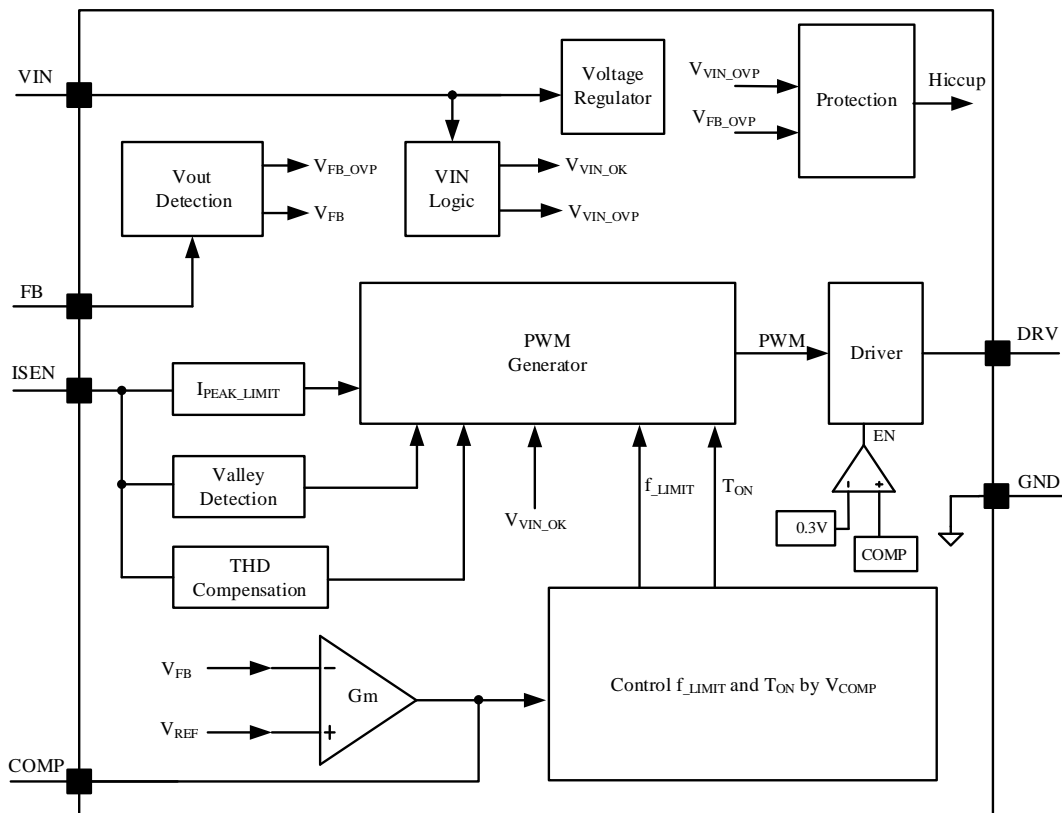 VIN
Voltage
Regulator
V_VIN_OVP
V_FB_OVP
Protection
Hiccup
Vout
Detection
V_FB_OVP
V_FB
VIN
Logic
V_VIN_OK
V_VIN_OVP
FB
ISEN
I_PEAK_LIMIT
PWM
Generator
PWM
Driver
DRV
EN
Valley
Detection
V_VIN_OK
f_LIMIT
T_ON
- +
0.3V
COMP
GND
THD
Compensation
V_FB
V_REF
-
+
Gm
Control f_LIMIT and T_ON by V_COMP
COMP